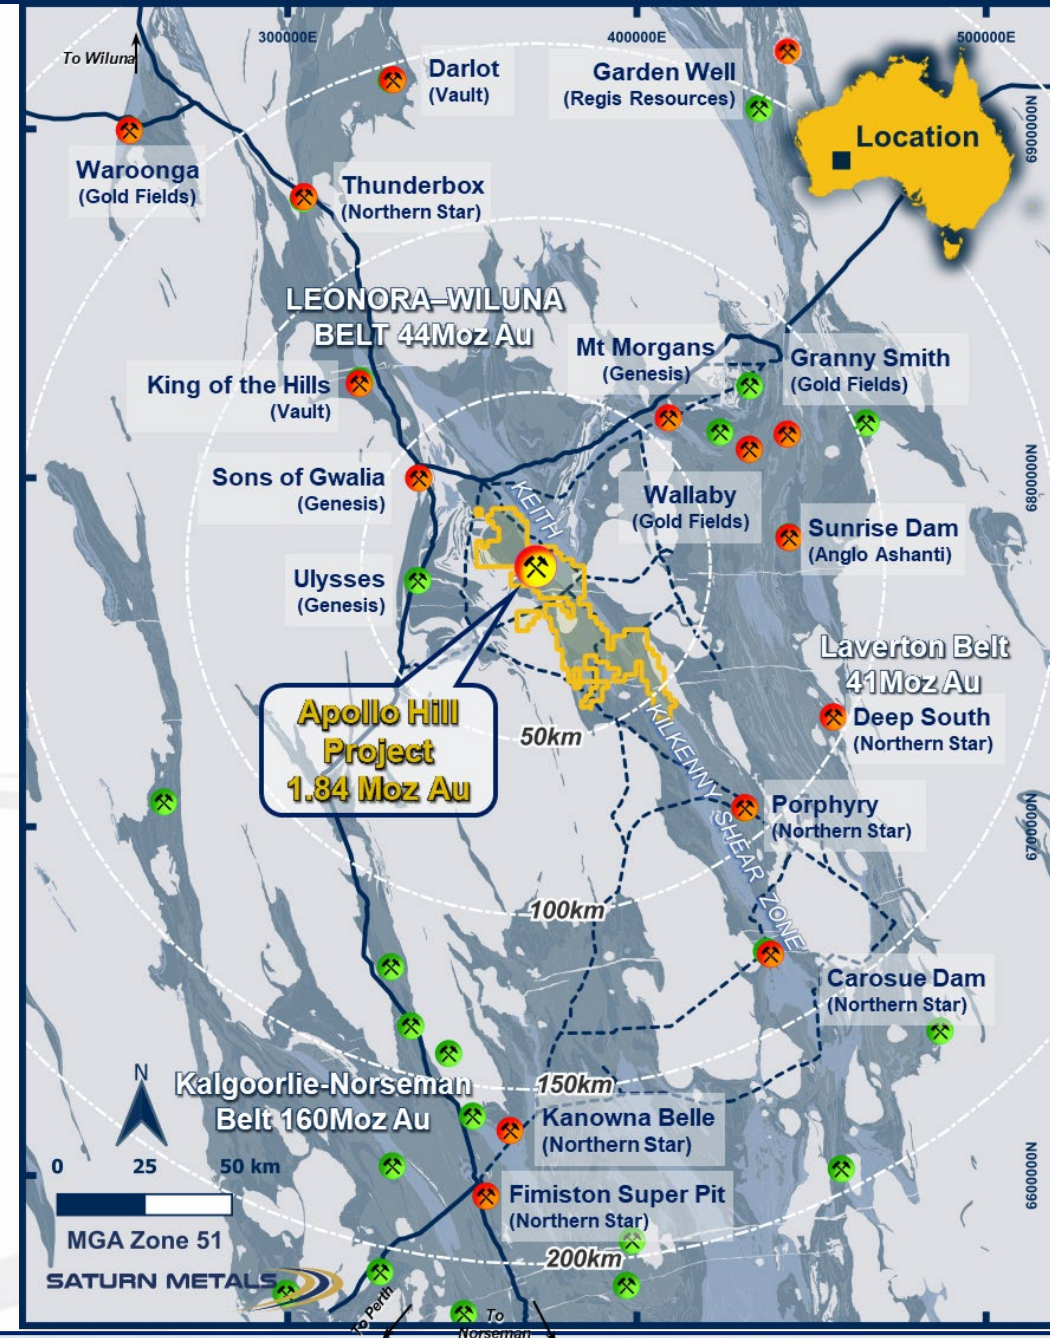 300000E
400000E
500000E
To Wiluna
Darlot
(Vault)
Garden Well
(Regis Resources)
Location
6900000N
Waroonga
(Gold Fields)
Thunderbox
(Northern Star)
LEONORA–WILUNA
BELT 44Moz Au
Mt Morgans
(Genesis)
Granny Smith
(Gold Fields)
King of the Hills
(Vault)
Sons of Gwalia
(Genesis)
KEITH
Wallaby
(Gold Fields)
6800000N
Sunrise Dam
(Anglo Ashanti)
Ulysses
(Genesis)
Laverton Belt
41Moz Au
Apollo Hill
Project
1.84 Moz Au
Deep South
(Northern Star)
50km
KILKENNY SHEAR ZONE
Porphyry
(Northern Star)
6700000N
100km
Carosue Dam
(Northern Star)
150km
N
Kalgoorlie-Norseman
Belt 160Moz Au
Kanowna Belle
(Northern Star)
0 25 50 km
6600000N
Fimiston Super Pit
(Northern Star)
MGA Zone 51
200km
SATURN METALS
To Perth
To
Norseman